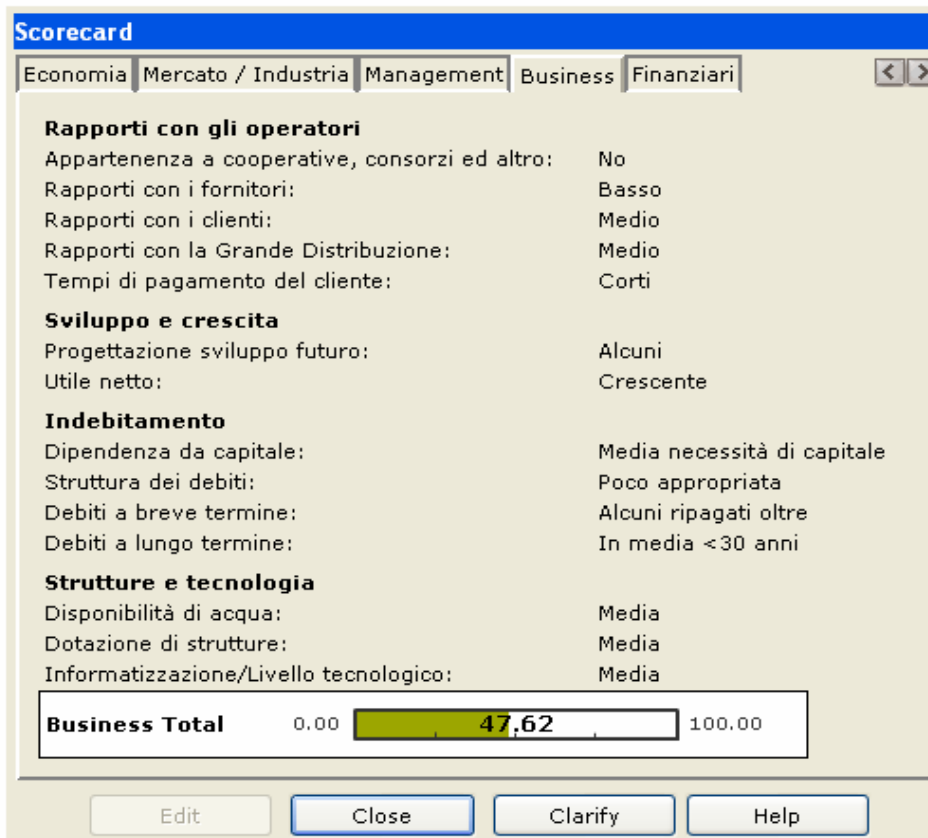 Scorecard
Economia Mercato / Industria Management Business Finanziari
Rapporti con gli operatori
Appartenenza a cooperative, consorzi ed altro: No
Rapporti con i fornitori: Basso
Rapporti con i clienti: Medio
Rapporti con la Grande Distribuzione: Medio
Tempi di pagamento del cliente: Corti
Sviluppo e crescita
Progettazione sviluppo futuro: Alcuni
Utile netto: Crescente
Indebitamento
Dipendenza da capitale: Media necessità di capitale
Struttura dei debiti: Poco appropriata
Debiti a breve termine: Alcuni ripagati oltre
Debiti a lungo termine: In media <30 anni
Strutture e tecnologia
Disponibilità di acqua: Media
Dotazione di strutture: Media
Informatizzazione/Livello tecnologico: Media
Business Total 0.00 47.62 100.00
Edit Close Clarify Help